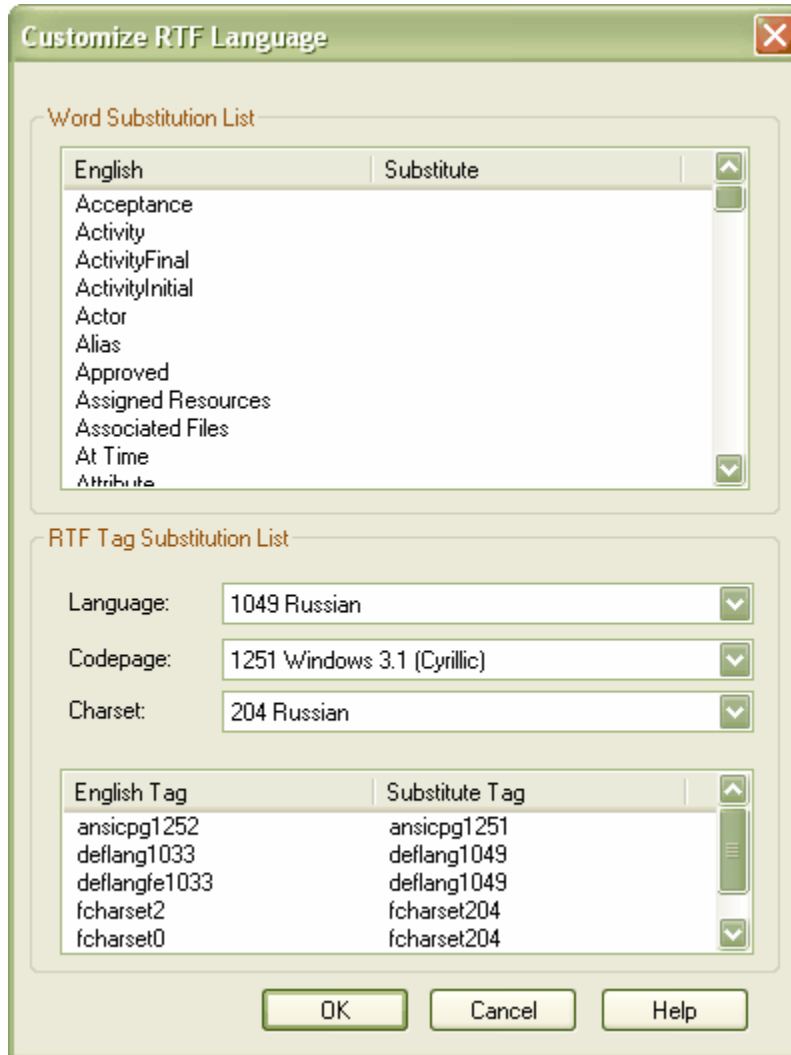 Customize RTF Language
Word Substitution List
English Substitute
Acceptance
Activity
ActivityFinal
ActivityInitial
Actor
Alias
Approved
Assigned Resources
Associated Files
At Time
Attribute
RTF Tag Substitution List
Language: 1049 Russian
Codepage: 1251 Windows 3.1 (Cyrillic)
Charset: 204 Russian
English Tag Substitute Tag
ansicpg1252 ansicpg1251
deflang1033 deflang1049
deflangfe1033 deflang1049
fcharset2 fcharset204
fcharset0 fcharset204
OK Cancel Help